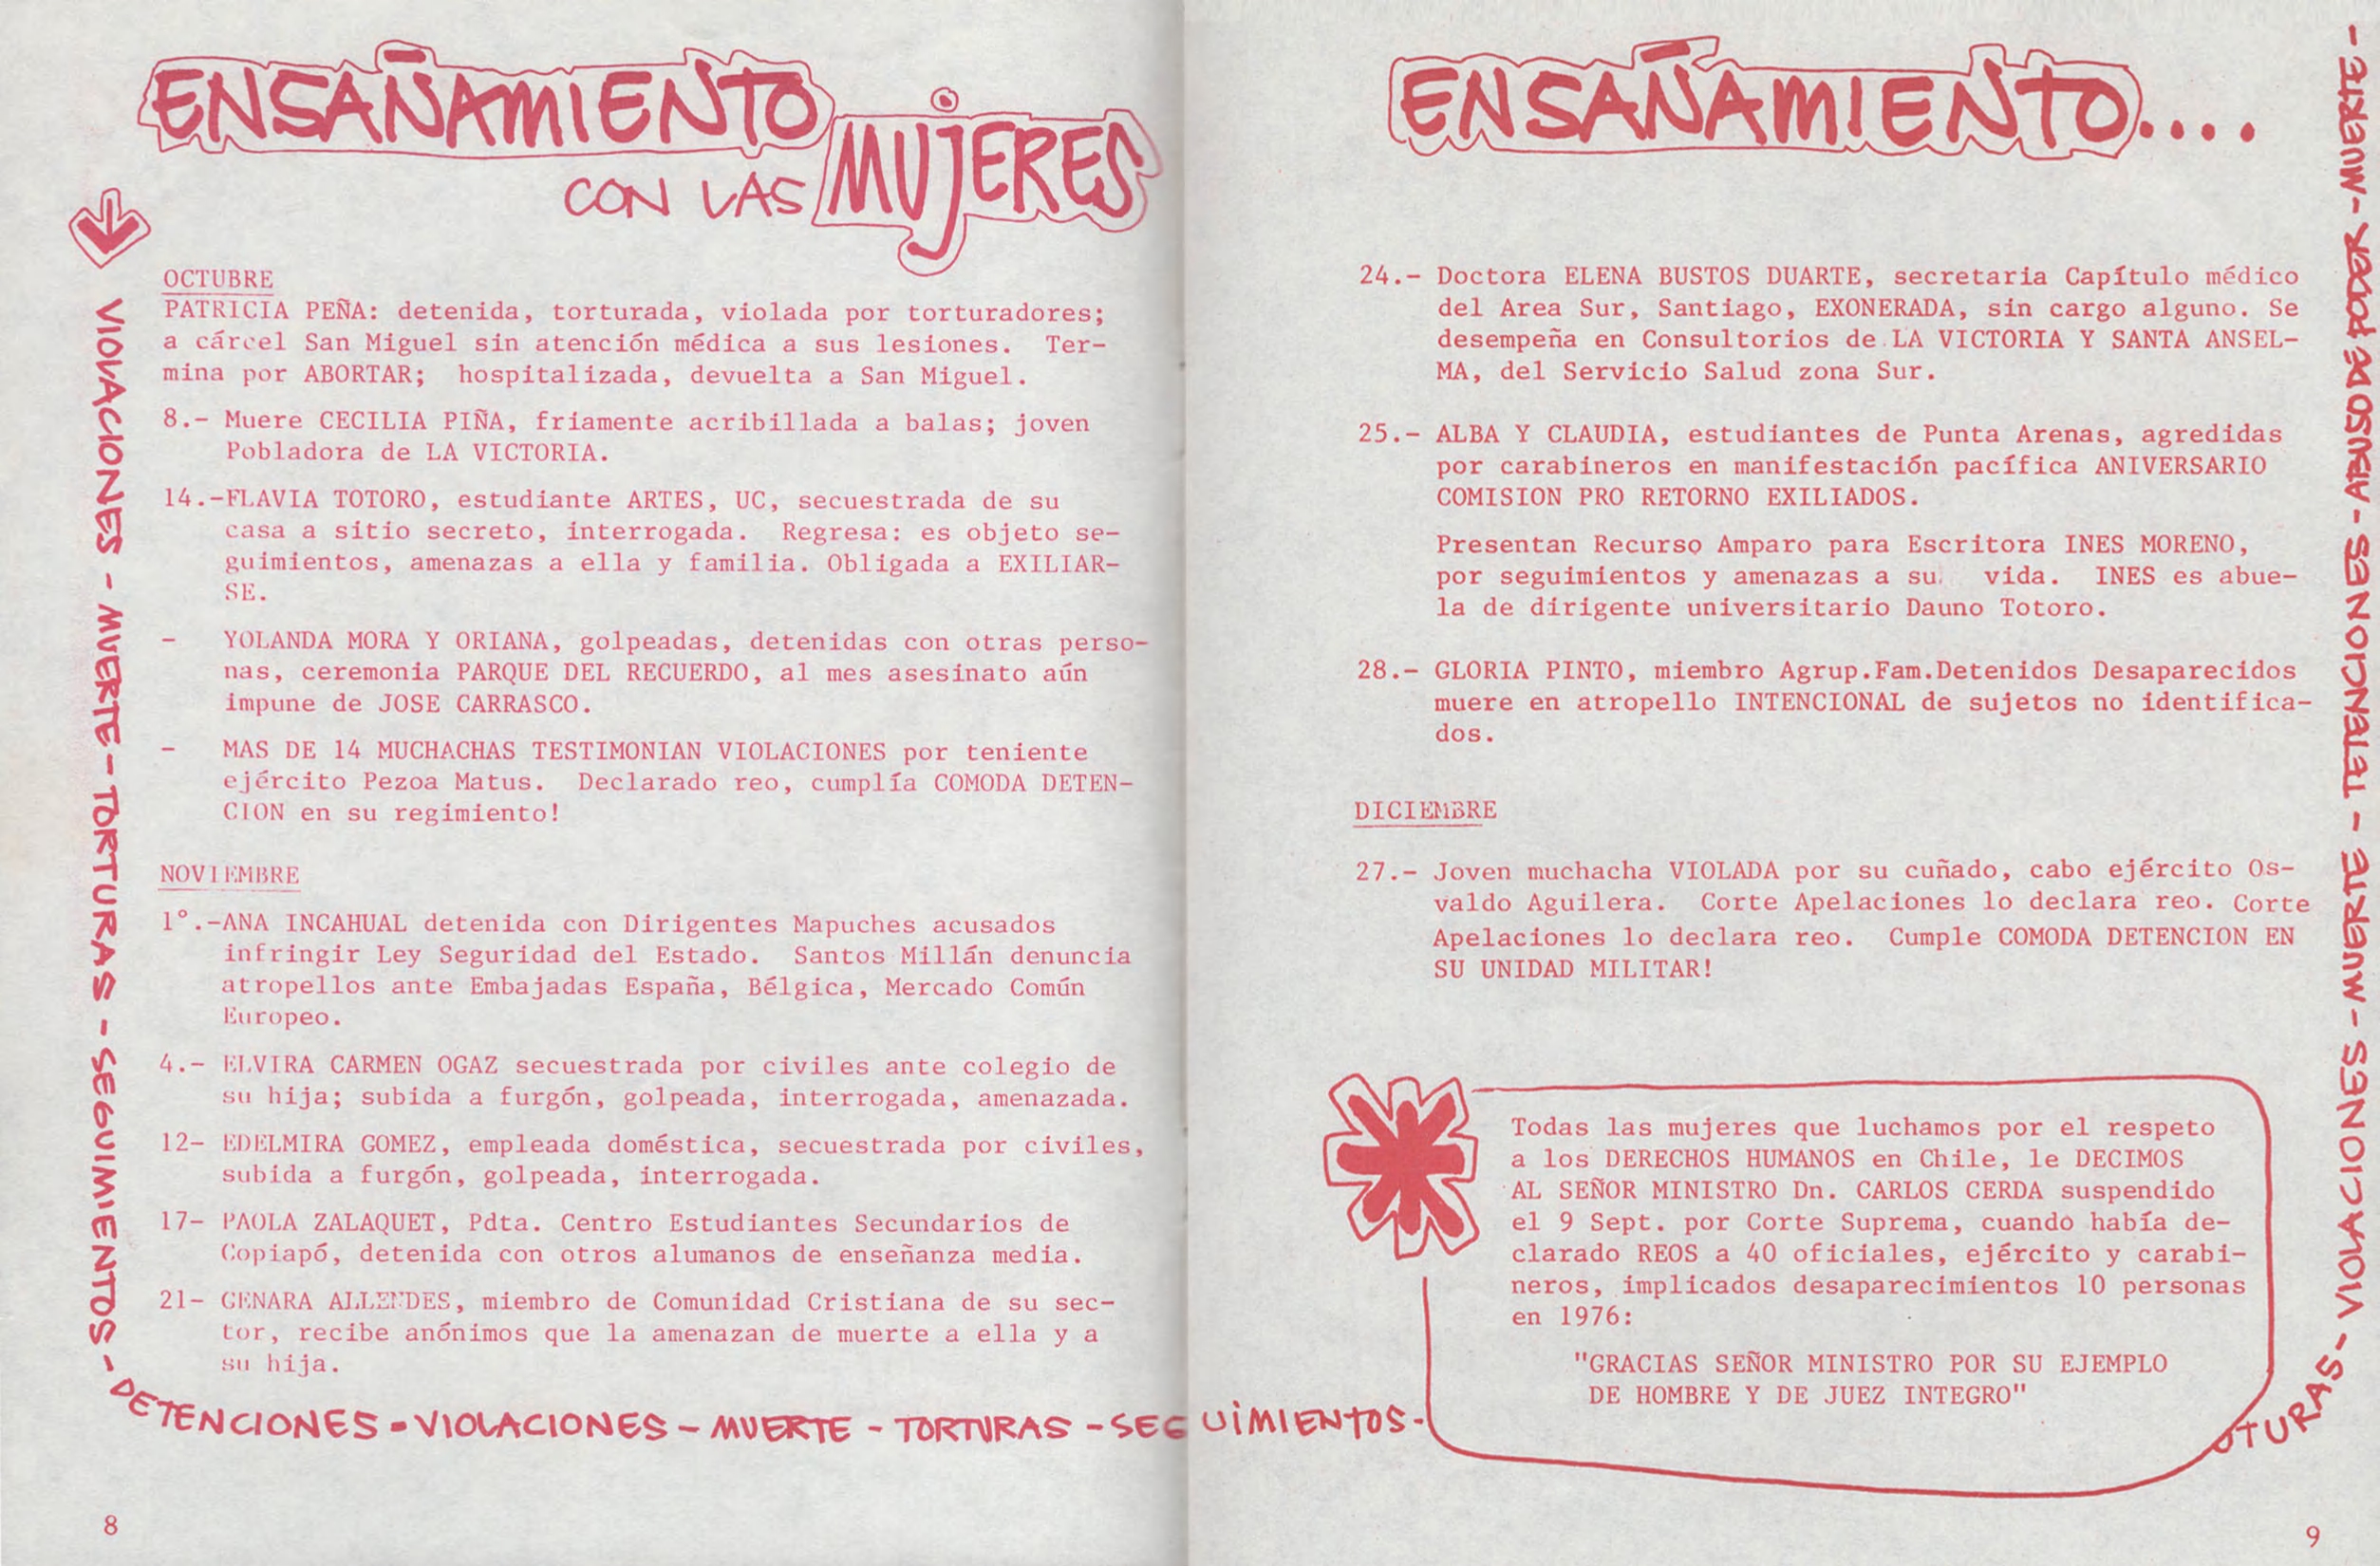 ENSAÑAMIENTO
CON LAS MUJERES
OCTUBRE
PATRICIA PEÑA: detenida, torturada, violada por torturadores;
a cárcel San Miguel sin atención médica a sus lesiones. Ter-
mina por ABORTAR; hospitalizada, devuelta a San Miguel.
8.- Muere CECILIA PIÑA, friamente acribillada a balas; joven
Pobladora de LA VICTORIA.
14.-FLAVIA TOTORO, estudiante ARTES, UC, secuestrada de su
casa a sitio secreto, interrogada. Regresa: es objeto se-
guimientos, amenazas a ella y familia. Obligada a EXILIAR-
SE.
- YOLANDA MORA Y ORIANA, golpeadas, detenidas con otras perso-
nas, ceremonia PARQUE DEL RECUERDO, al mes asesinato aún
impune de JOSE CARRASCO.
- MAS DE 14 MUCHACHAS TESTIMONIAN VIOLACIONES por teniente
ejército Pezoa Matus. Declarado reo, cumplía COMODA DETEN-
CION en su regimiento!
NOVIEMBRE
1°.-ANA INCAHUAL detenida con Dirigentes Mapuches acusados
infringir Ley Seguridad del Estado. Santos Millán denuncia
atropellos ante Embajadas España, Bélgica, Mercado Común
Europeo.
4.- ELVIRA CARMEN OGAZ secuestrada por civiles ante colegio de
su hija; subida a furgón, golpeada, interrogada, amenazada.
12- EDELMIRA GOMEZ, empleada doméstica, secuestrada por civiles,
subida a furgón, golpeada, interrogada.
17- PAOLA ZALAQUET, Pdta. Centro Estudiantes Secundarios de
Copiapó, detenida con otros alumanos de enseñanza media.
21- GENARA ALLENDES, miembro de Comunidad Cristiana de su sec-
tor, recibe anónimos que la amenazan de muerte a ella y a
su hija.
VIOLACIONES - MUERTE - TORTURAS - SEGUIMIENTOS -
DETENCIONES - VIOLACIONES - MUERTE - TORTURAS - SEGUIMIENTOS -
8
ENSAÑAMIENTO....
24.- Doctora ELENA BUSTOS DUARTE, secretaria Capítulo médico
del Area Sur, Santiago, EXONERADA, sin cargo alguno. Se
desempeña en Consultorios de LA VICTORIA Y SANTA ANSEL-
MA, del Servicio Salud zona Sur.
25.- ALBA Y CLAUDIA, estudiantes de Punta Arenas, agredidas
por carabineros en manifestación pacífica ANIVERSARIO
COMISION PRO RETORNO EXILIADOS.
Presentan Recurso Amparo para Escritora INES MORENO,
por seguimientos y amenazas a su vida. INES es abue-
la de dirigente universitario Dauno Totoro.
28.- GLORIA PINTO, miembro Agrup.Fam.Detenidos Desaparecidos
muere en atropello INTENCIONAL de sujetos no identifica-
dos.
DICIEMBRE
27.- Joven muchacha VIOLADA por su cuñado, cabo ejército Os-
valdo Aguilera. Corte Apelaciones lo declara reo. Corte
Apelaciones lo declara reo. Cumple COMODA DETENCION EN
SU UNIDAD MILITAR!
Todas las mujeres que luchamos por el respeto
a los DERECHOS HUMANOS en Chile, le DECIMOS
AL SEÑOR MINISTRO Dn. CARLOS CERDA suspendido
el 9 Sept. por Corte Suprema, cuando había de-
clarado REOS a 40 oficiales, ejército y carabi-
neros, implicados desaparecimientos 10 personas
en 1976:
"GRACIAS SEÑOR MINISTRO POR SU EJEMPLO
DE HOMBRE Y DE JUEZ INTEGRO"
OTURAS - VIOLACIONES - MUERTE - TETENCIONES - ABUSO DE PODER - MUERTE -
9